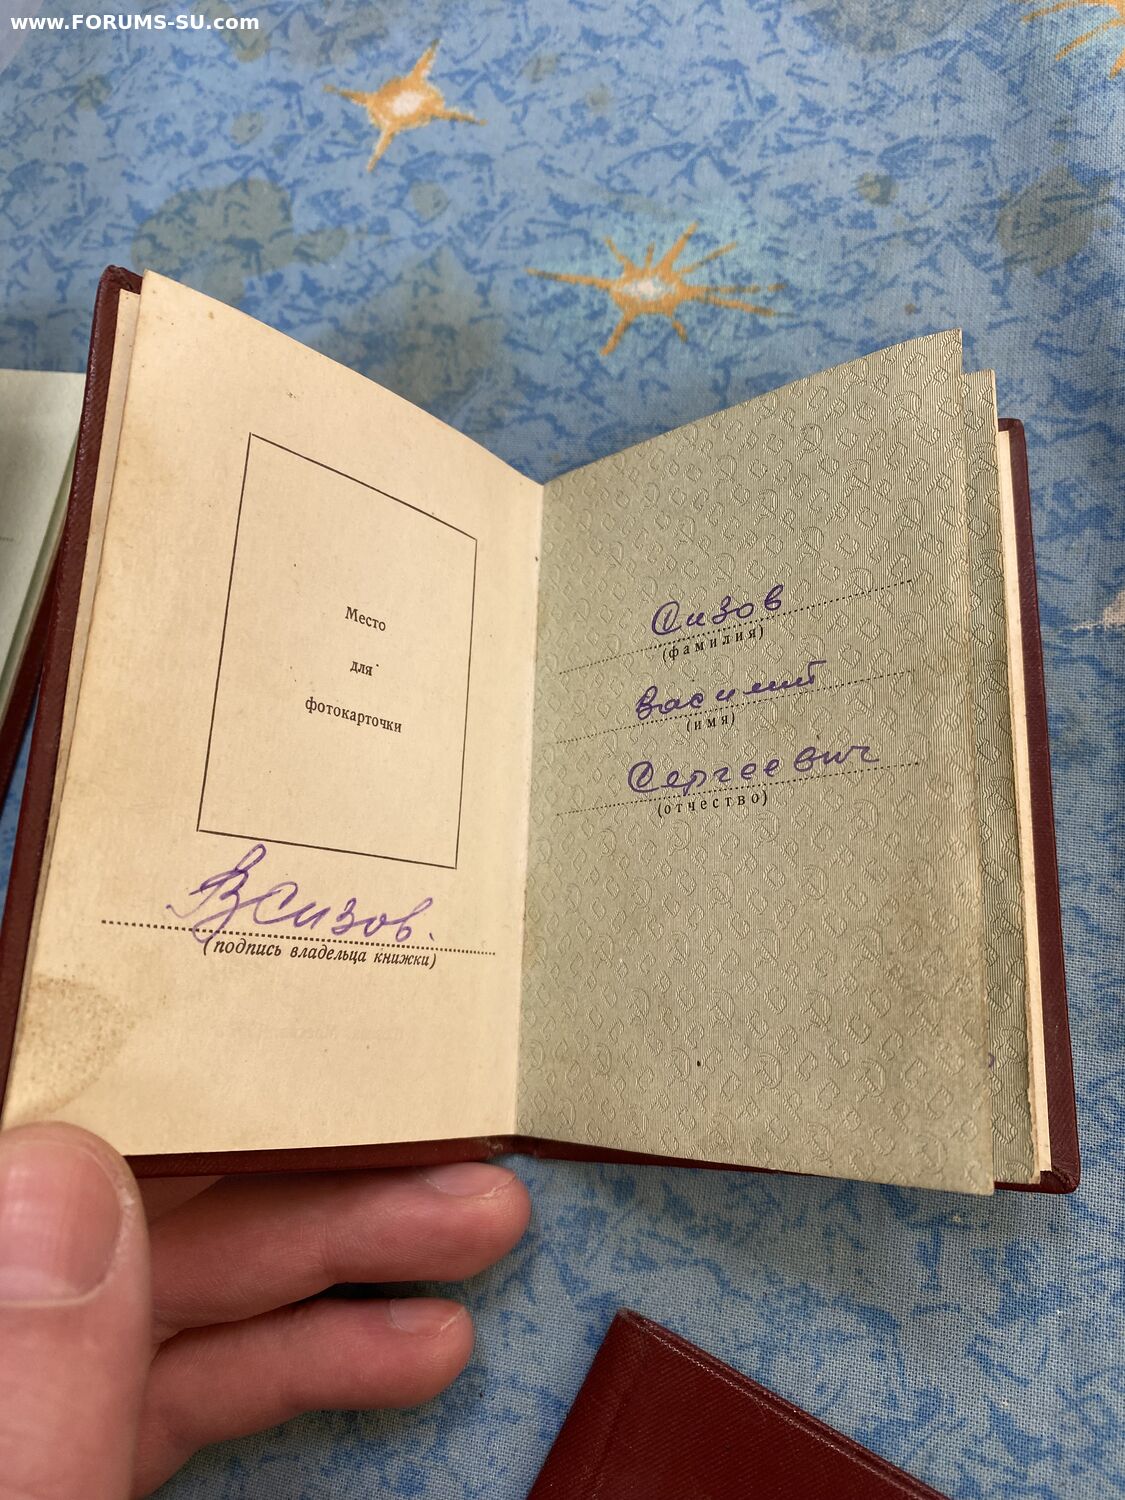 www.FORUMS-SU.com
Место
для
фотокарточки
ВСизов.
(подпись владельца книжки)
Сизов
(фамилия)
Василий
(имя)
Сергеевич
(отчество)